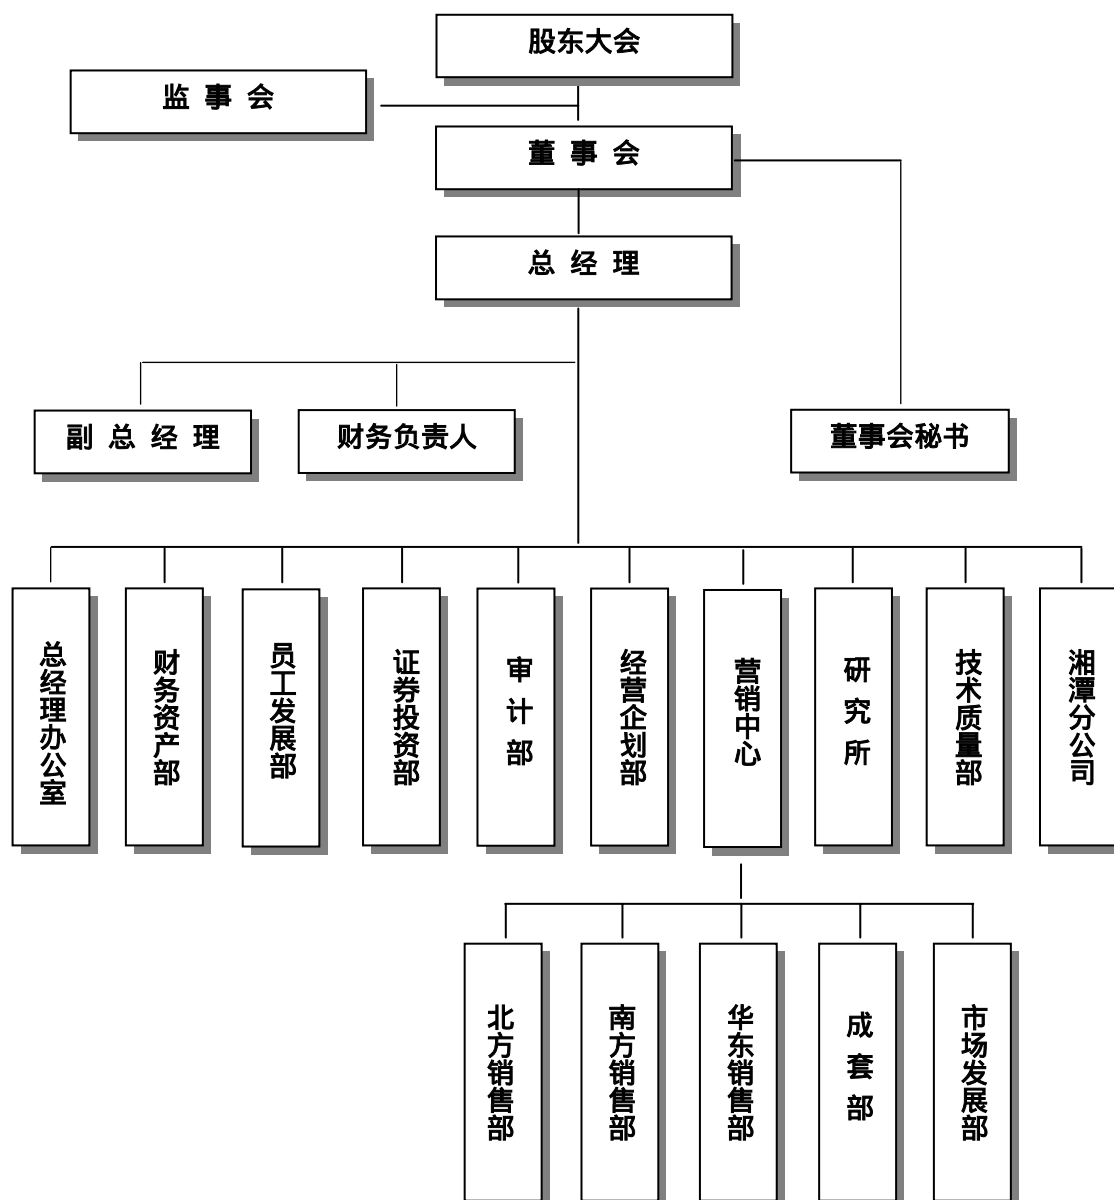 股东大会
监 事 会
董 事 会
总 经 理
副 总 经 理
财务负责人
董事会秘书
总经理办公室
财务资产部
员工发展部
证券投资部
审计部
经营企划部
营销中心
研究所
技术质量部
湘潭分公司
北方销售部
南方销售部
华东销售部
成套部
市场发展部